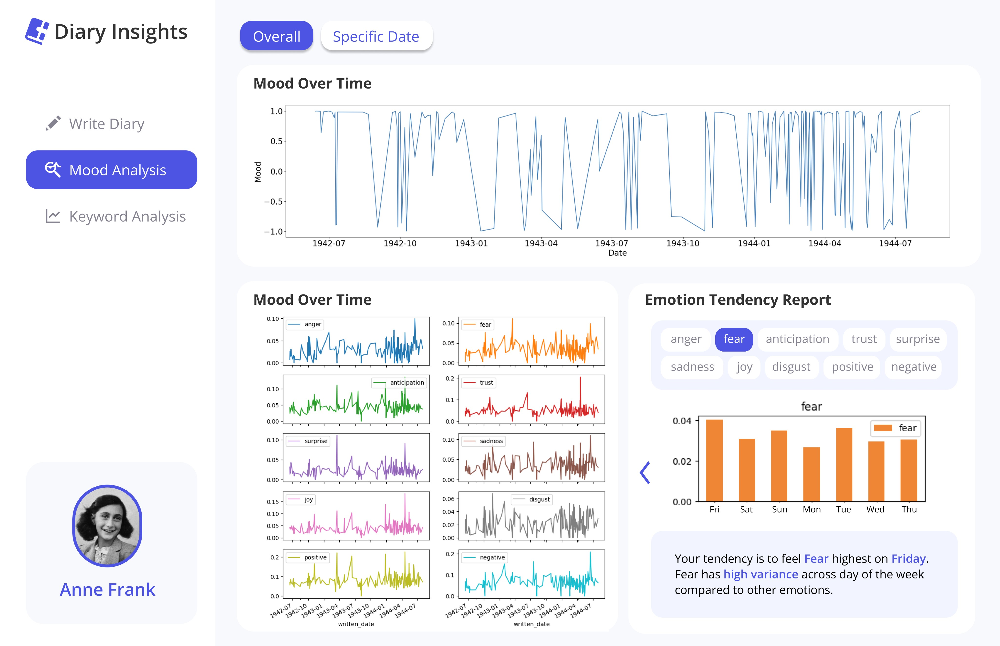 Diary Insights
Write Diary
Mood Analysis
Keyword Analysis
Anne Frank
Overall
Specific Date
Mood Over Time
1.0
0.5
0.0
−0.5
−1.0
Mood
1942-07
1942-10
1943-01
1943-04
1943-07
1943-10
1944-01
1944-04
1944-07
Date
Mood Over Time
0.10
0.05
0.00
anger
0.10
0.05
0.00
fear
0.10
0.05
0.00
anticipation
0.2
0.1
0.0
trust
0.10
0.05
0.00
surprise
0.10
0.05
0.00
sadness
0.15
0.10
0.05
0.00
joy
0.06
0.04
0.02
0.00
disgust
0.2
0.1
0.0
positive
0.2
0.1
0.0
negative
1942-07
1942-10
1943-01
1943-04
1943-07
1943-10
1944-01
1944-04
1944-07
written_date
1942-07
1942-10
1943-01
1943-04
1943-07
1943-10
1944-01
1944-04
1944-07
written_date
Emotion Tendency Report
anger
fear
anticipation
trust
surprise
sadness
joy
disgust
positive
negative
fear
0.04
0.02
0.00
fear
Fri
Sat
Sun
Mon
Tue
Wed
Thu
Your tendency is to feel Fear highest on Friday.
Fear has high variance across day of the week
compared to other emotions.